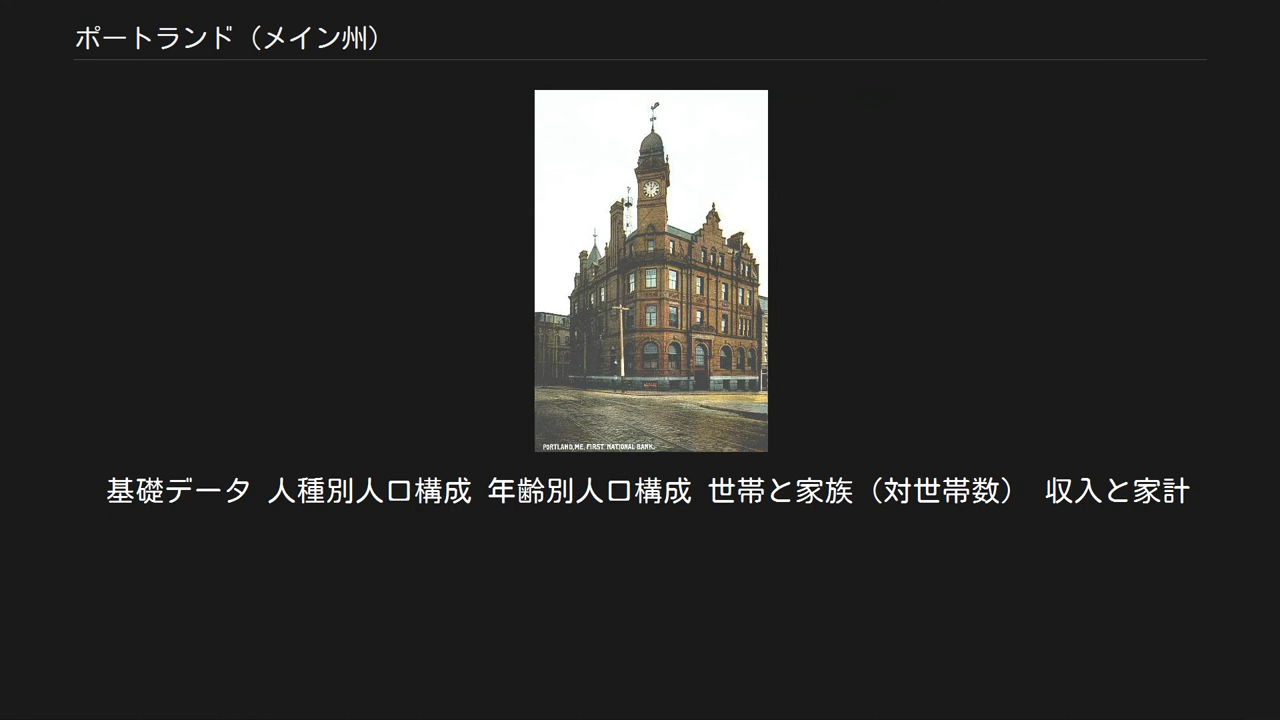 ポートランド（メイン州）
PORTLAND, ME. FIRST NATIONAL BANK.
基礎データ 人種別人口構成 年齢別人口構成 世帯と家族（対世帯数） 収入と家計